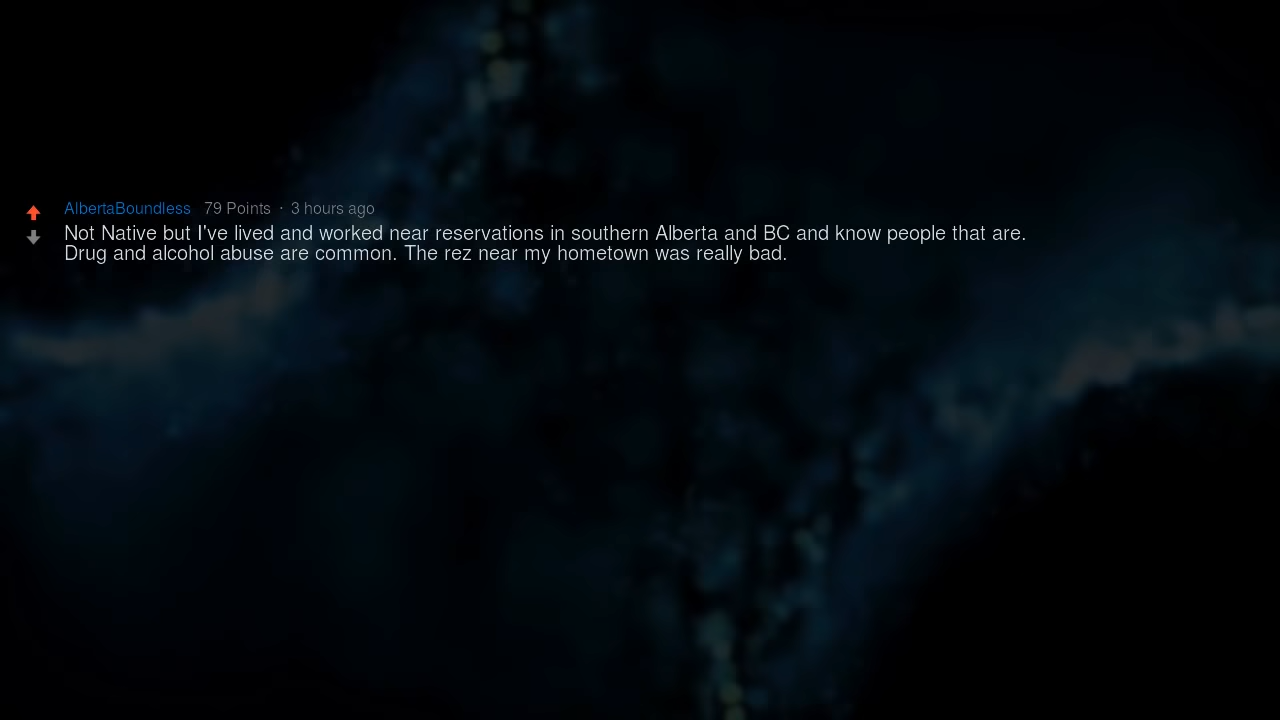 AlbertaBoundless 79 Points · 3 hours ago
Not Native but I've lived and worked near reservations in southern Alberta and BC and know people that are.
Drug and alcohol abuse are common. The rez near my hometown was really bad.